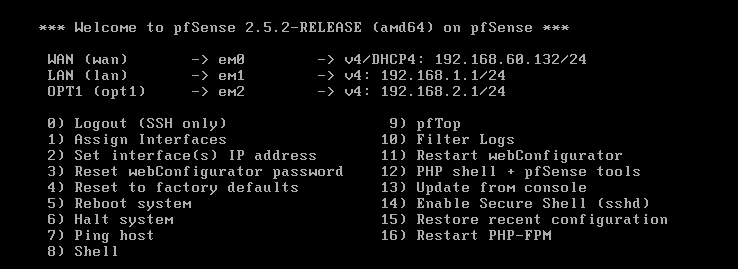 *** Welcome to pfSense 2.5.2-RELEASE (amd64) on pfSense ***
WAN (wan) -> em0 -> v4/DHCP4: 192.168.60.132/24
LAN (lan) -> em1 -> v4: 192.168.1.1/24
OPT1 (opt1) -> em2 -> v4: 192.168.2.1/24
0) Logout (SSH only) 9) pfTop
1) Assign Interfaces 10) Filter Logs
2) Set interface(s) IP address 11) Restart webConfigurator
3) Reset webConfigurator password 12) PHP shell + pfSense tools
4) Reset to factory defaults 13) Update from console
5) Reboot system 14) Enable Secure Shell (sshd)
6) Halt system 15) Restore recent configuration
7) Ping host 16) Restart PHP-FPM
8) Shell